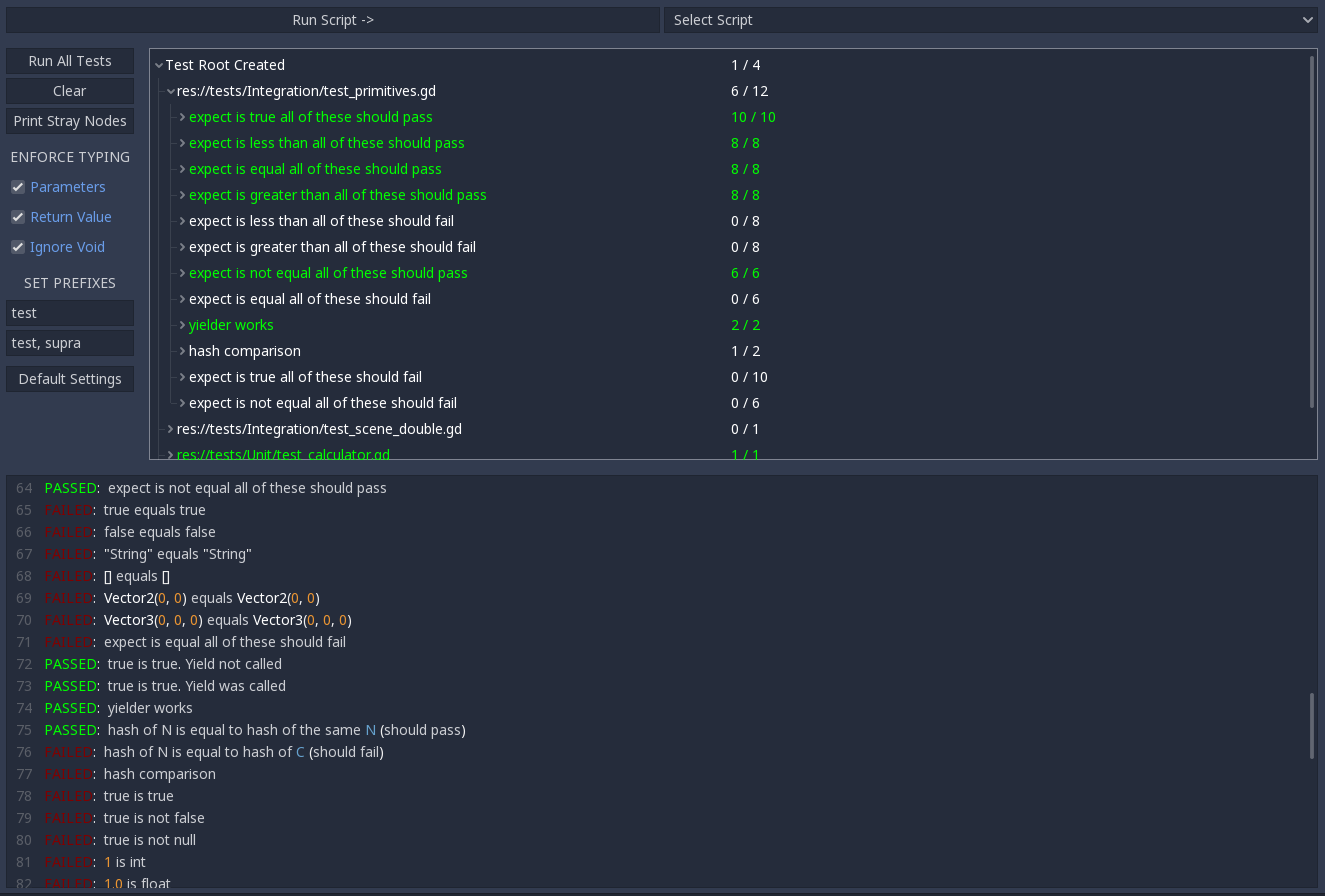 Run Script -> Select Script
Run All Tests
Clear
Print Stray Nodes
ENFORCE TYPING
Parameters
Return Value
Ignore Void
SET PREFIXES
test
test, supra
Default Settings
Test Root Created 1 / 4
res://tests/Integration/test_primitives.gd 6 / 12
expect is true all of these should pass 10 / 10
expect is less than all of these should pass 8 / 8
expect is equal all of these should pass 8 / 8
expect is greater than all of these should pass 8 / 8
expect is less than all of these should fail 0 / 8
expect is greater than all of these should fail 0 / 8
expect is not equal all of these should pass 6 / 6
expect is equal all of these should fail 0 / 6
yielder works 2 / 2
hash comparison 1 / 2
expect is true all of these should fail 0 / 10
expect is not equal all of these should fail 0 / 6
res://tests/Integration/test_scene_double.gd 0 / 1
res://tests/Unit/test_calculator.gd 1 / 1
64 PASSED: expect is not equal all of these should pass
65 FAILED: true equals true
66 FAILED: false equals false
67 FAILED: "String" equals "String"
68 FAILED: [] equals []
69 FAILED: Vector2(0, 0) equals Vector2(0, 0)
70 FAILED: Vector3(0, 0, 0) equals Vector3(0, 0, 0)
71 FAILED: expect is equal all of these should fail
72 PASSED: true is true. Yield not called
73 PASSED: true is true. Yield was called
74 PASSED: yielder works
75 PASSED: hash of N is equal to hash of the same N (should pass)
76 FAILED: hash of N is equal to hash of C (should fail)
77 FAILED: hash comparison
78 FAILED: true is true
79 FAILED: true is not false
80 FAILED: true is not null
81 FAILED: 1 is int
82 FAILED: 1.0 is float